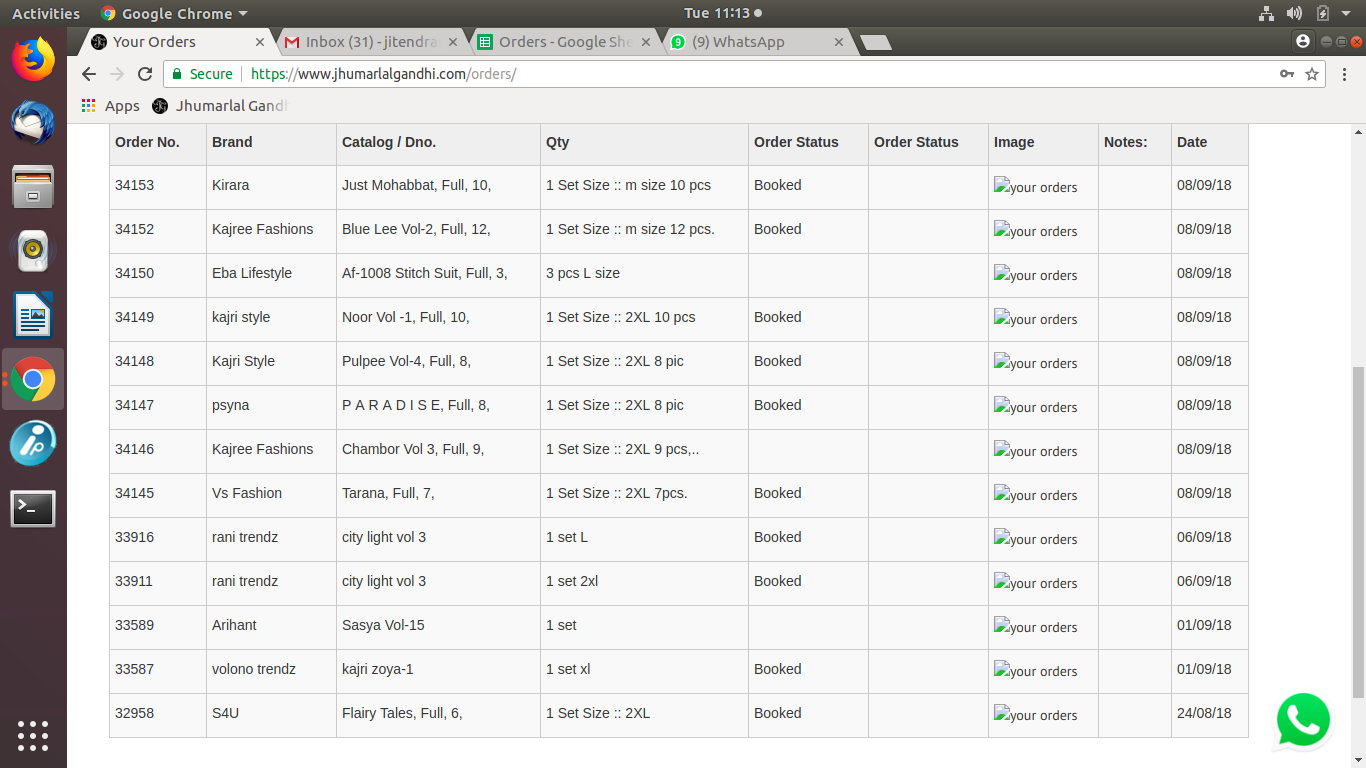 Activities Google Chrome Tue 11:13
Your Orders Inbox (31) - jitendra Orders - Google She (9) WhatsApp
Secure https://www.jhumarlalgandhi.com/orders/
Apps Jhumarlal Gandh
Order No. Brand Catalog / Dno. Qty Order Status Order Status Image Notes: Date
34153 Kirara Just Mohabbat, Full, 10, 1 Set Size :: m size 10 pcs Booked your orders 08/09/18
34152 Kajree Fashions Blue Lee Vol-2, Full, 12, 1 Set Size :: m size 12 pcs. Booked your orders 08/09/18
34150 Eba Lifestyle Af-1008 Stitch Suit, Full, 3, 3 pcs L size your orders 08/09/18
34149 kajri style Noor Vol -1, Full, 10, 1 Set Size :: 2XL 10 pcs Booked your orders 08/09/18
34148 Kajri Style Pulpee Vol-4, Full, 8, 1 Set Size :: 2XL 8 pic Booked your orders 08/09/18
34147 psyna P A R A D I S E, Full, 8, 1 Set Size :: 2XL 8 pic Booked your orders 08/09/18
34146 Kajree Fashions Chambor Vol 3, Full, 9, 1 Set Size :: 2XL 9 pcs,.. your orders 08/09/18
34145 Vs Fashion Tarana, Full, 7, 1 Set Size :: 2XL 7pcs. Booked your orders 08/09/18
33916 rani trendz city light vol 3 1 set L Booked your orders 06/09/18
33911 rani trendz city light vol 3 1 set 2xl Booked your orders 06/09/18
33589 Arihant Sasya Vol-15 1 set your orders 01/09/18
33587 volono trendz kajri zoya-1 1 set xl Booked your orders 01/09/18
32958 S4U Flairy Tales, Full, 6, 1 Set Size :: 2XL Booked your orders 24/08/18